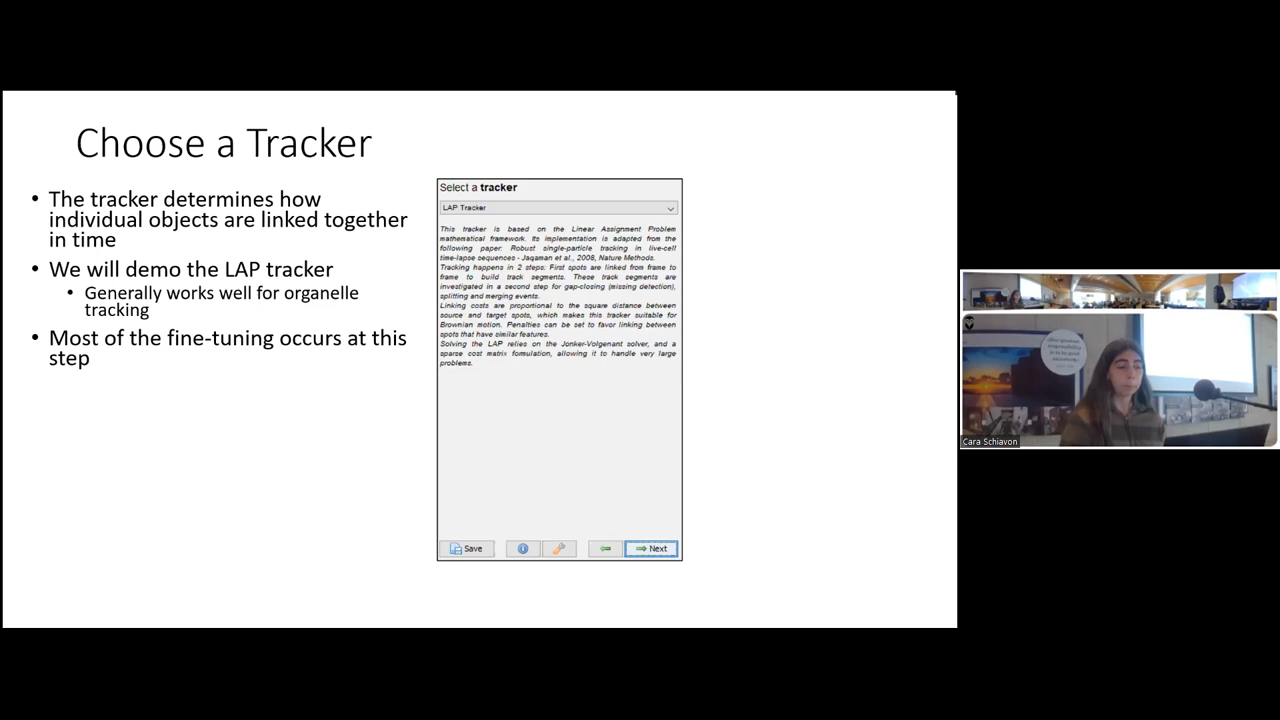 Choose a Tracker
• The tracker determines how
individual objects are linked together
in time
• We will demo the LAP tracker
• Generally works well for organelle
tracking
• Most of the fine-tuning occurs at this
step
Select a tracker
LAP Tracker
This tracker is based on the Linear Assignment Problem
mathematical framework. Its implementation is adapted from the
following paper: Robust single-particle tracking in live-cell
time-lapse sequences - Jaqaman et al., 2008, Nature Methods.
Tracking happens in 2 steps: First spots are linked from frame to
frame to build track segments. These track segments are
investigated in a second step for gap-closing (missing detection),
splitting and merging events.
Linking costs are proportional to the square distance between
source and target spots, which makes this tracker suitable for
Brownian motion. Penalties can be set to favor linking between
spots that have similar features.
Solving the LAP relies on the Jonker-Volgenant solver, and a
sparse cost matrix fomulation, allowing it to handle very large
problems.
Save
Next
Cara Schiavon